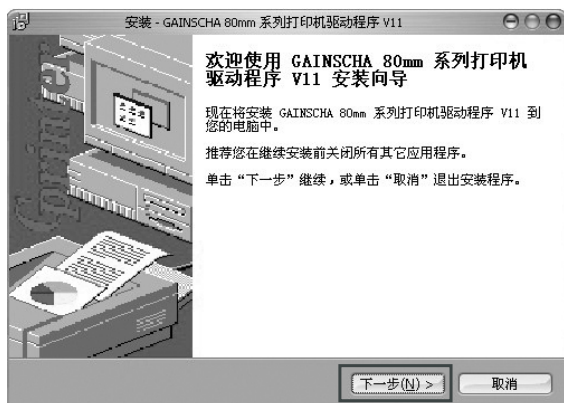 安装 - GAINSCHA 80mm 系列打印机驱动程序 V11
欢迎使用 GAINSCHA 80mm 系列打印机
驱动程序 V11 安装向导
现在将安装 GAINSCHA 80mm 系列打印机驱动程序 V11 到
您的电脑中。
推荐您在继续安装前关闭所有其它应用程序。
单击“下一步”继续，或单击“取消”退出安装程序。
Gprinter
下一步(N) >
取消